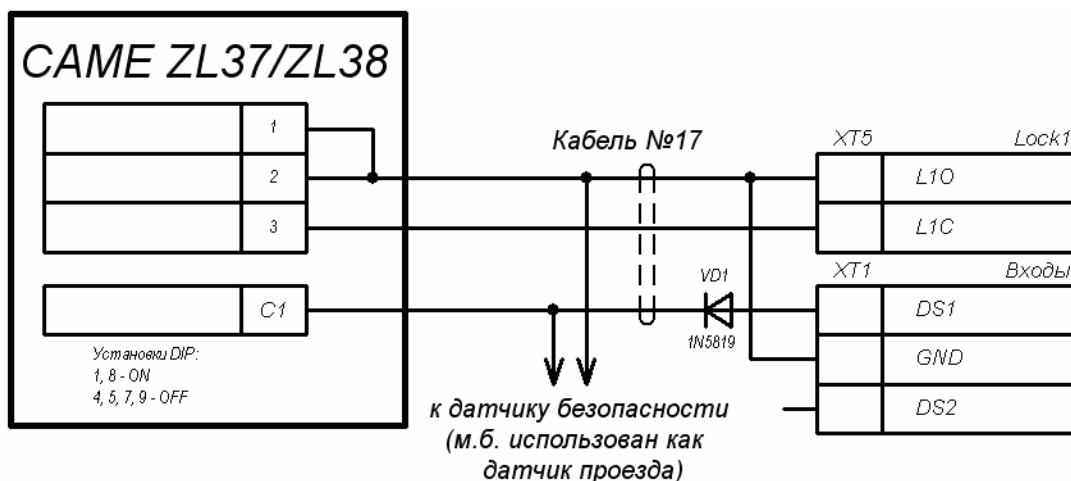 CAME ZL37/ZL38
1
2
3
C1
Установки DIP:
1, 8 - ON
4, 5, 7, 9 - OFF
Кабель №17
VD1
1N5819
к датчику безопасности
(м.б. использован как
датчик проезда)
XT5 Lock1
L1O
L1C
XT1 Входы
DS1
GND
DS2